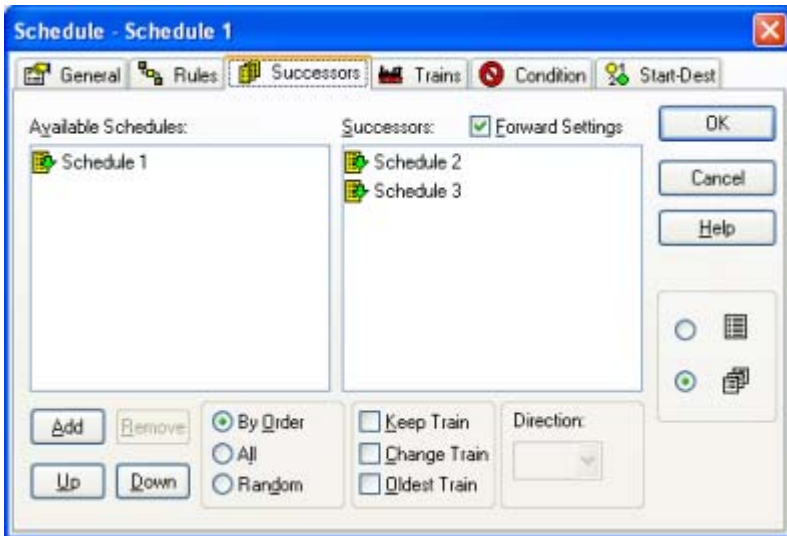 Schedule - Schedule 1
General Rules Successors Trains Condition Start-Dest
Available Schedules: Successors: Forward Settings OK
Schedule 1 Schedule 2
Schedule 3
Cancel
Help
Add Remove By Order Keep Train Direction:
All Change Train
Up Down Random Oldest Train